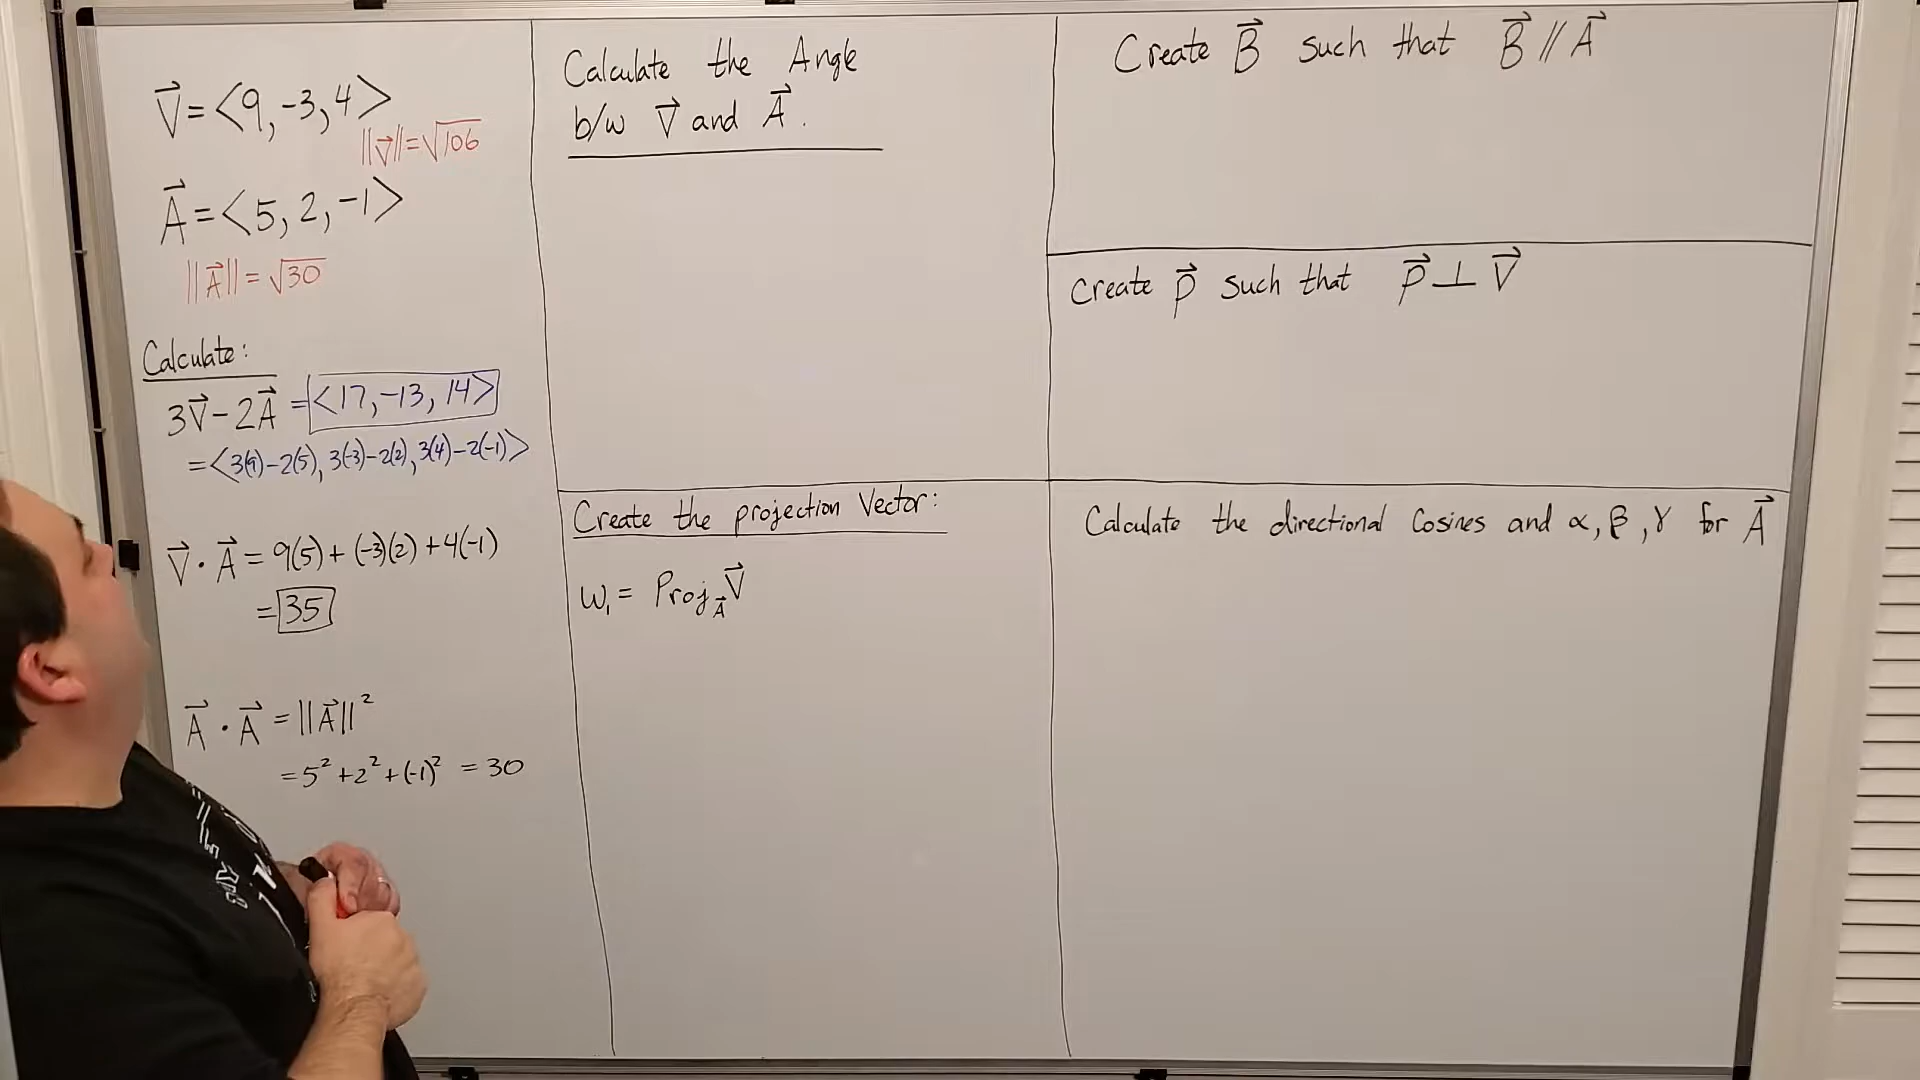 V⃗ = <9, -3, 4>
||V⃗|| = √106
A⃗ = <5, 2, -1>
||A⃗|| = √30
Calculate:
3V⃗ - 2A⃗ = <17, -13, 14>
= <3(9) - 2(5), 3(-3) - 2(2), 3(4) - 2(-1)>
V⃗ · A⃗ = 9(5) + (-3)(2) + 4(-1)
= 35
A⃗ · A⃗ = ||A⃗||²
= 5² + 2² + (-1)² = 30
Calculate the Angle
b/w V⃗ and A⃗.
Create the projection Vector:
w₁ = Proj_A⃗ V⃗
Create B⃗ such that B⃗ // A⃗
Create P⃗ such that P⃗ ⊥ V⃗
Calculate the directional Cosines and α, β, γ for A⃗